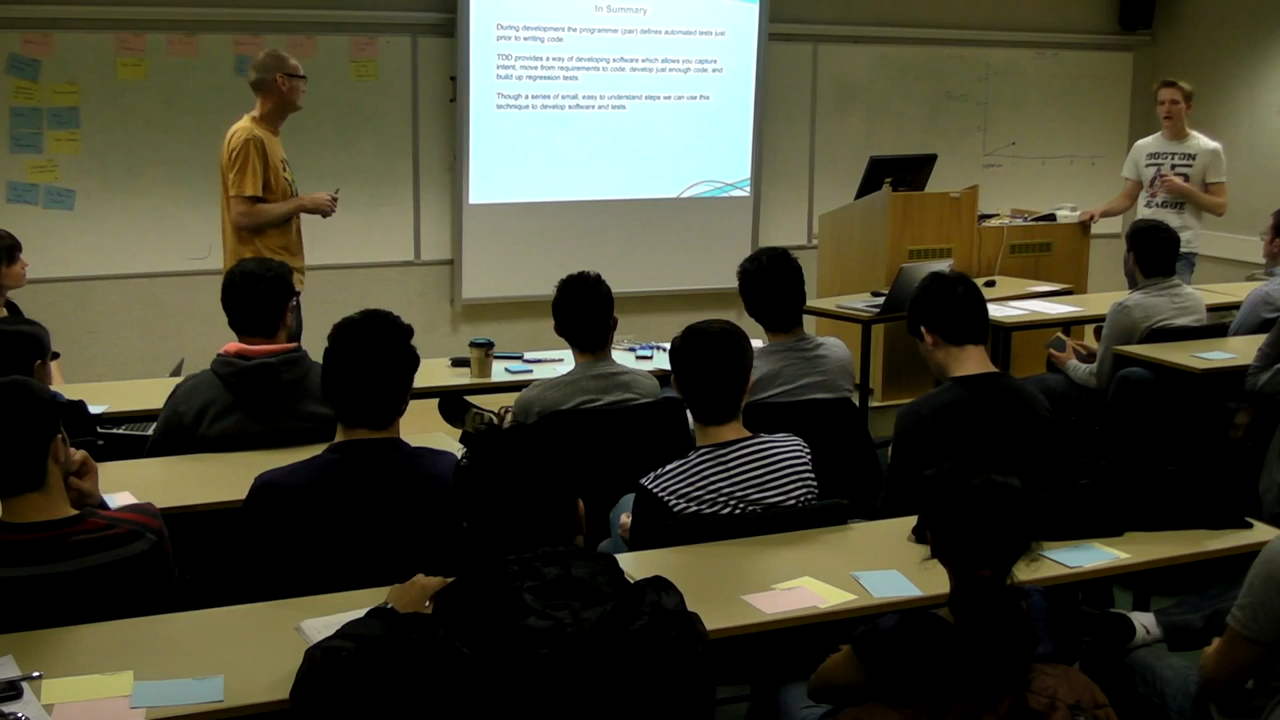 In Summary
During development the programmer (pair) defines automated tests just
prior to writing code.
TDD provides a way of developing software which allows you capture
intent, move from requirements to code, develop just enough code, and
build up regression tests.
Though a series of small, easy to understand steps we can use this
technique to develop software and tests.
BOSTON
75
LEAGUE